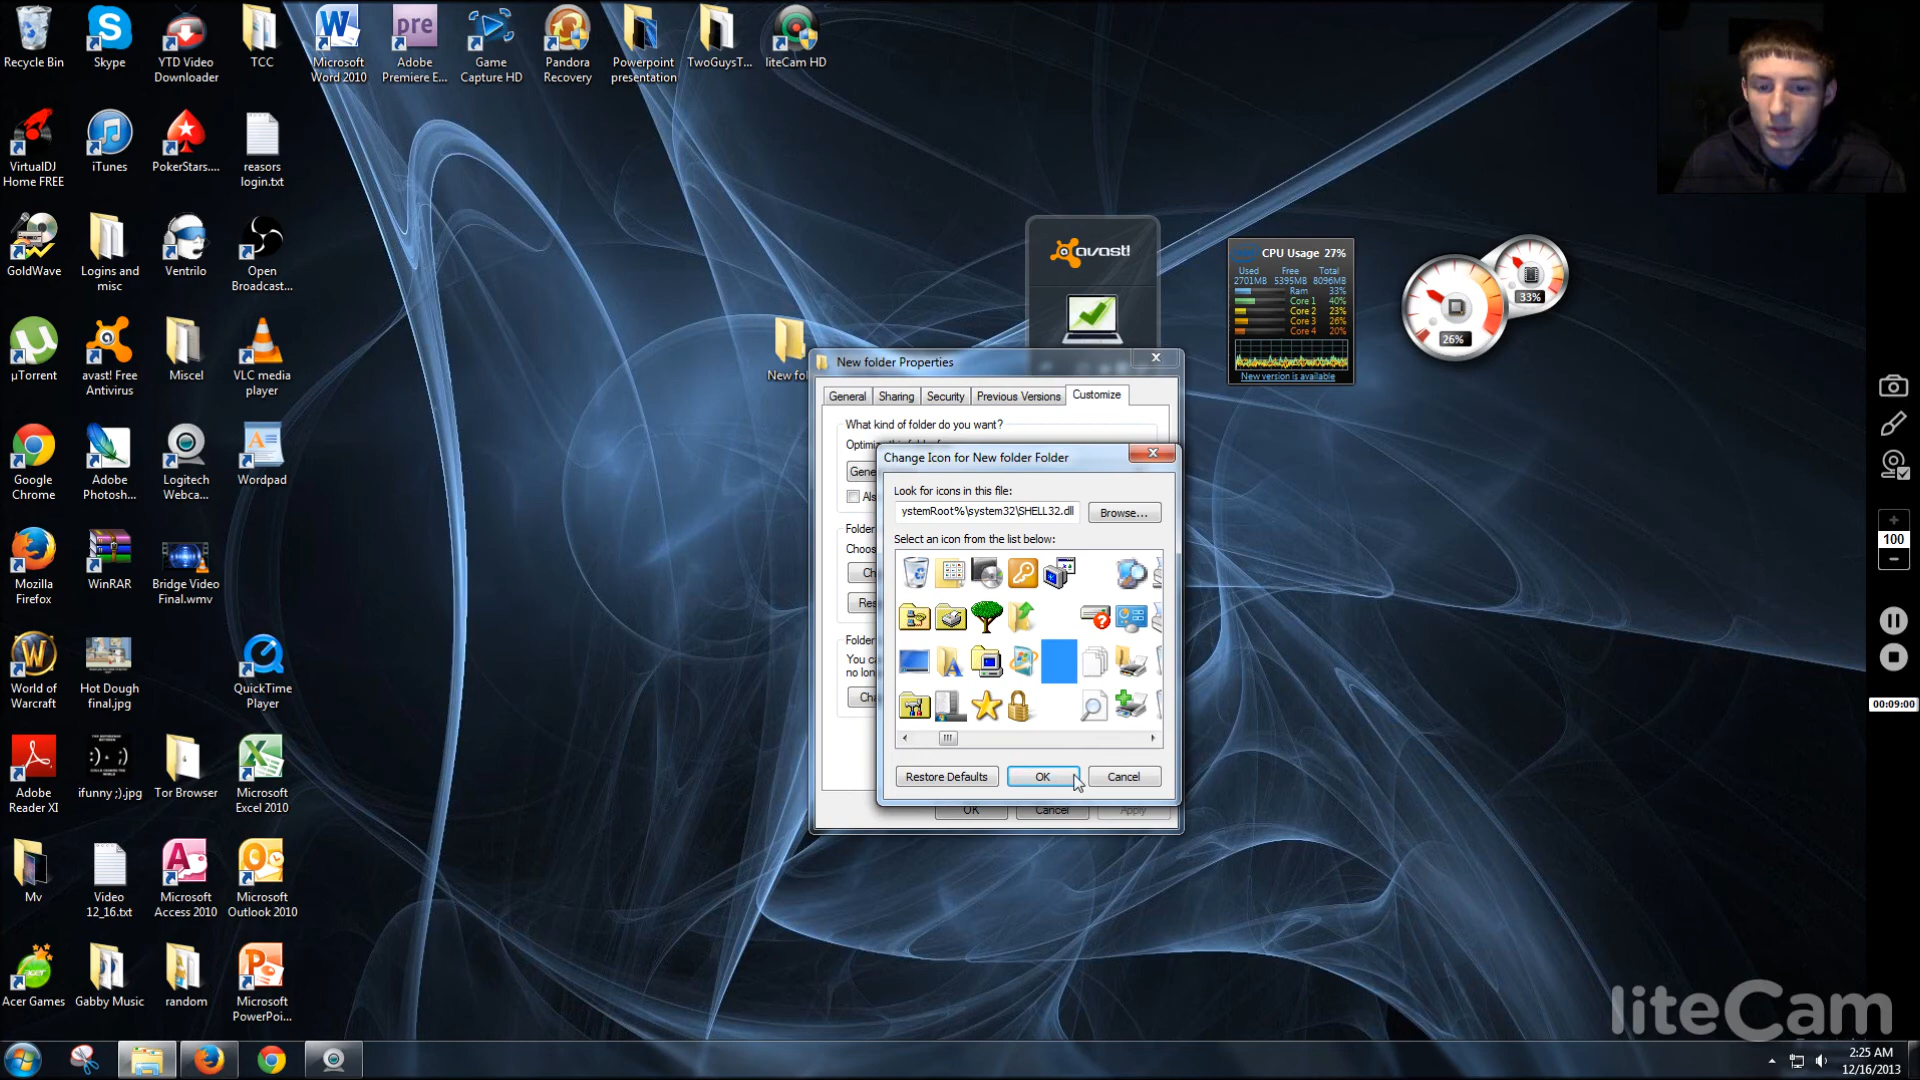 Recycle Bin
Skype
YTD Video
Downloader
TCC
Microsoft
Word 2010
pre
Adobe
Premiere E...
Game
Capture HD
Pandora
Recovery
Powerpoint
presentation
TwoGuysT...
liteCam HD
VirtualDJ
Home FREE
iTunes
PokerStars....
reasors
login.txt
GoldWave
Logins and
misc
Ventrilo
Open
Broadcast...
µTorrent
avast! Free
Antivirus
Miscel
VLC media
player
Google
Chrome
Adobe
Photosh...
Logitech
Webca...
Wordpad
Mozilla
Firefox
WinRAR
Bridge Video
Final.wmv
World of
Warcraft
Hot Dough
final.jpg
QuickTime
Player
Adobe
Reader XI
ifunny ;).jpg
Tor Browser
Microsoft
Excel 2010
Mv
Video
12_16.txt
Microsoft
Access 2010
Microsoft
Outlook 2010
acer
Acer Games
Gabby Music
random
Microsoft
PowerPoi...
avast!
CPU Usage 27%
Used Free Total
2701MB 5395MB 8096MB
Ram 33%
Core 1 40%
Core 2 23%
Core 3 26%
Core 4 20%
New version is available
33%
26%
New fol
New folder Properties
General Sharing Security Previous Versions Customize
What kind of folder do you want?
Optimi
Gene
Als
Folder
Choos
Ch
Res
Folder
You ca
no lon
Cha
OK Cancel Apply
Change Icon for New folder Folder
Look for icons in this file:
ystemRoot%\system32\SHELL32.dll
Browse...
Select an icon from the list below:
Restore Defaults OK Cancel
100
00:09:00
liteCam
2:25 AM
12/16/2013